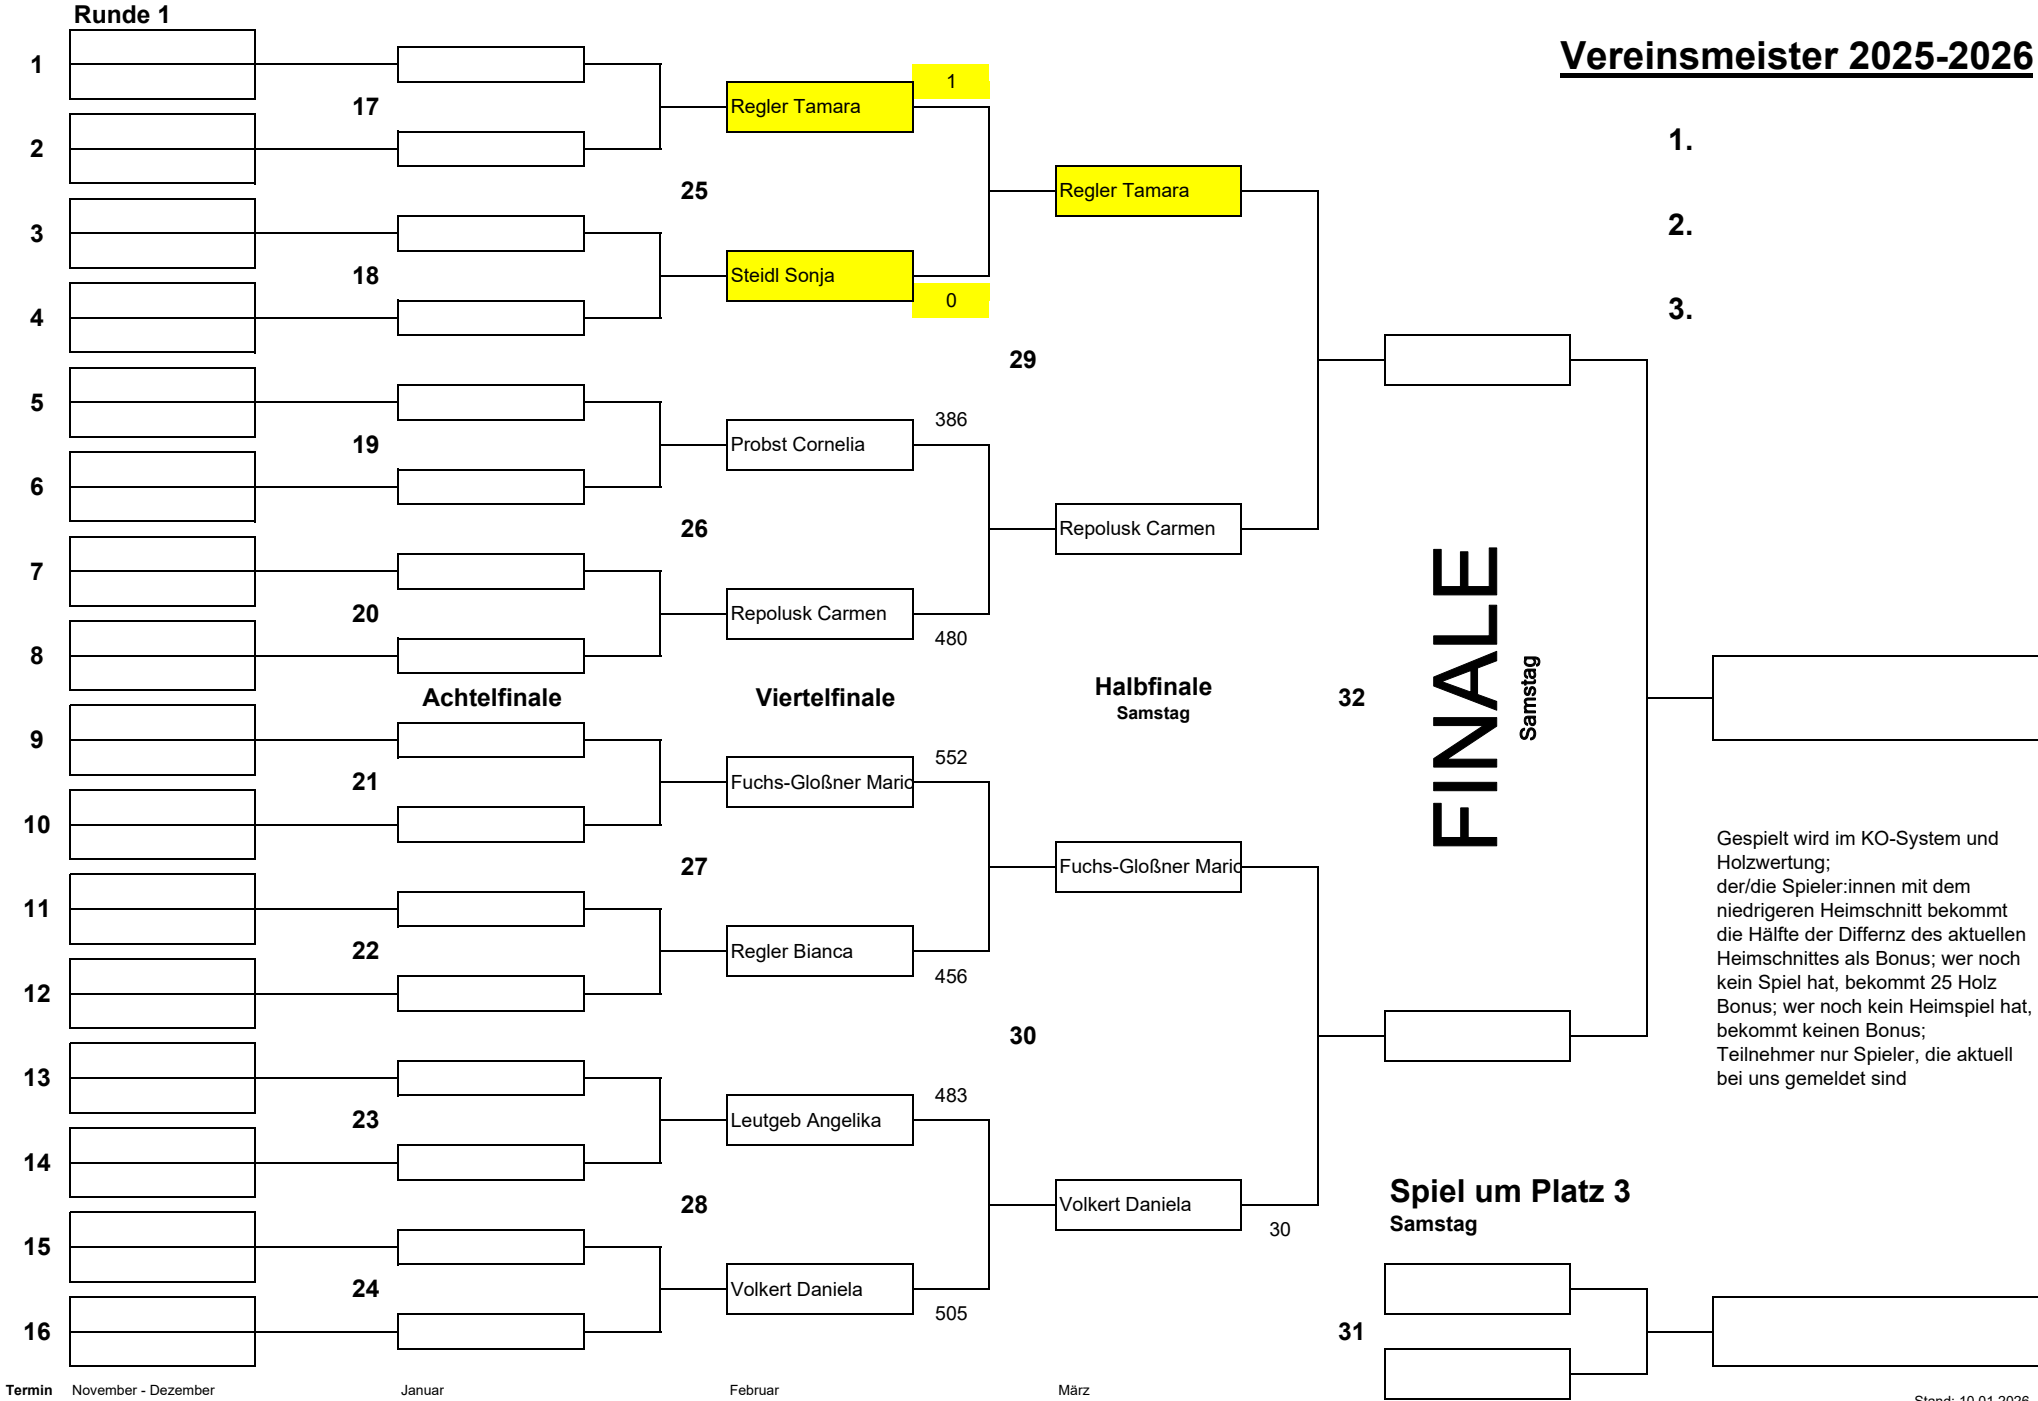 Runde 1
Vereinsmeister 2025-2026
1
2
3
4
5
6
7
8
9
10
11
12
13
14
15
16
17
18
19
20
Achtelfinale
21
22
23
24
Regler Tamara
1
25
Steidl Sonja
0
Probst Cornelia
386
26
Repolusk Carmen
480
Viertelfinale
Fuchs-Gloßner Mario
552
27
Regler Bianca
456
Leutgeb Angelika
483
28
Volkert Daniela
505
Regler Tamara
29
Repolusk Carmen
Halbfinale
Samstag
Fuchs-Gloßner Mario
30
Volkert Daniela
30
32
FINALE
Samstag
1.
2.
3.
Gespielt wird im KO-System und
Holzwertung;
der/die Spieler:innen mit dem
niedrigeren Heimschnitt bekommt
die Hälfte der Differnz des aktuellen
Heimschnittes als Bonus; wer noch
kein Spiel hat, bekommt 25 Holz
Bonus; wer noch kein Heimspiel hat,
bekommt keinen Bonus;
Teilnehmer nur Spieler, die aktuell
bei uns gemeldet sind
Spiel um Platz 3
Samstag
31
Termin November - Dezember Januar Februar März
Stand: 10.01.2026